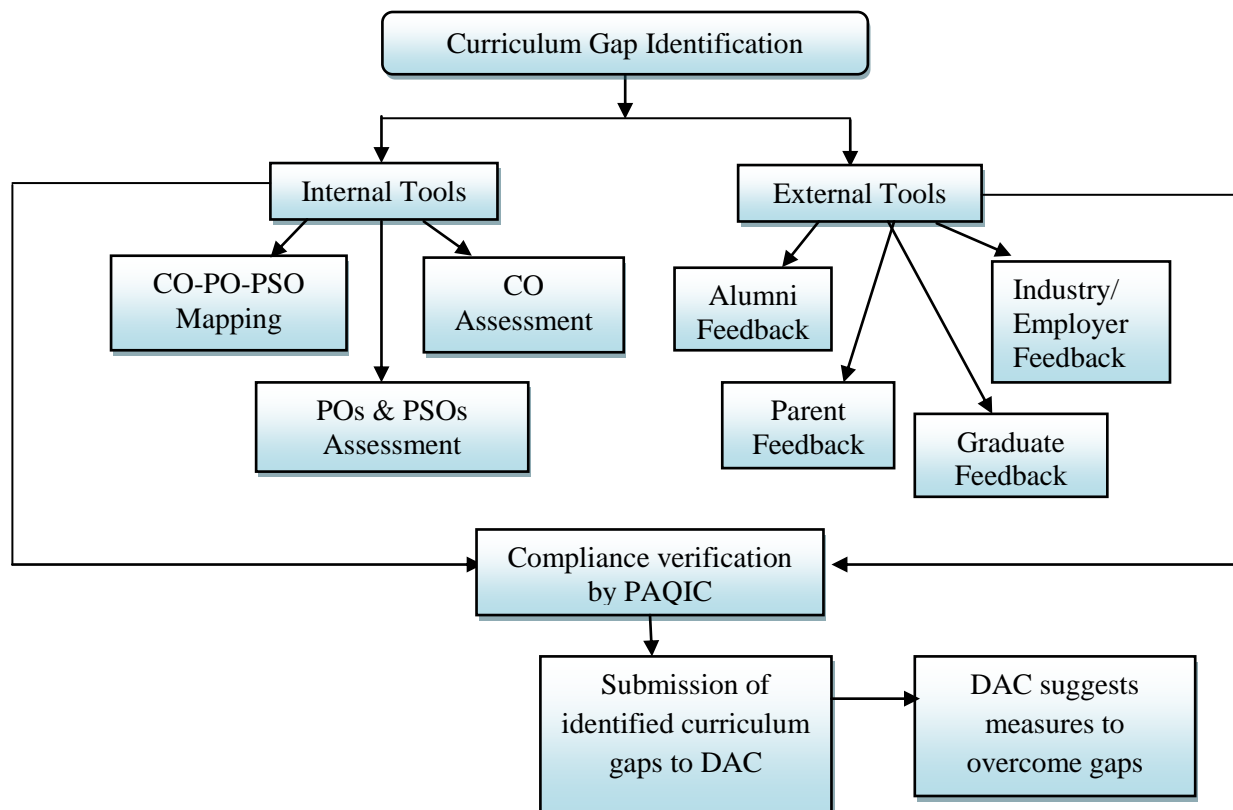 Curriculum Gap Identification
Internal Tools
External Tools
CO-PO-PSO
Mapping
CO
Assessment
Alumni
Feedback
Industry/
Employer
Feedback
POs & PSOs
Assessment
Parent
Feedback
Graduate
Feedback
Compliance verification
by PAQIC
Submission of
identified curriculum
gaps to DAC
DAC suggests
measures to
overcome gaps